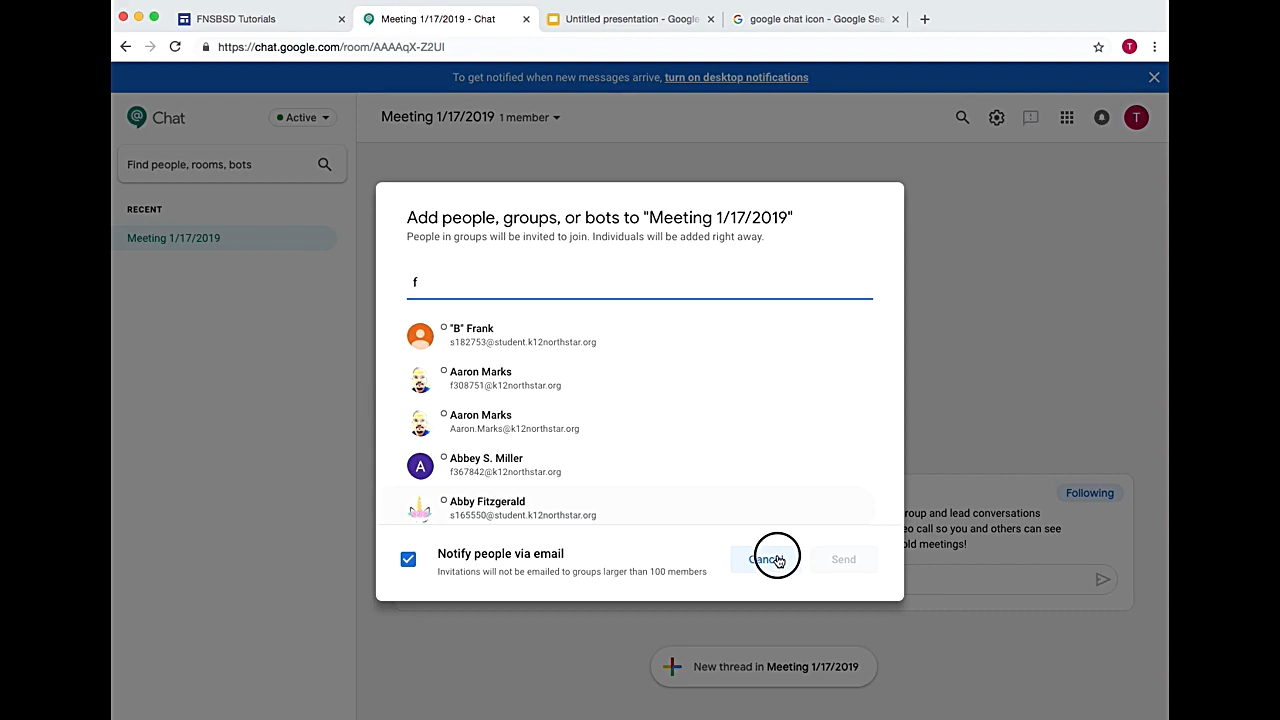 FNSBSD Tutorials
Meeting 1/17/2019 - Chat
Untitled presentation - Google
google chat icon - Google Sea
https://chat.google.com/room/AAAAqX-Z2UI
T
To get notified when new messages arrive, turn on desktop notifications
Chat
Active
Meeting 1/17/2019 1 member
T
Find people, rooms, bots
RECENT
Meeting 1/17/2019
Add people, groups, or bots to "Meeting 1/17/2019"
People in groups will be invited to join. Individuals will be added right away.
f
"B" Frank
s182753@student.k12northstar.org
Aaron Marks
f308751@k12northstar.org
Aaron Marks
Aaron.Marks@k12northstar.org
A
Abbey S. Miller
f367842@k12northstar.org
Abby Fitzgerald
s165550@student.k12northstar.org
Notify people via email
Invitations will not be emailed to groups larger than 100 members
Cancel
Send
Following
roup and lead conversations
eo call so you and others can see
old meetings!
New thread in Meeting 1/17/2019